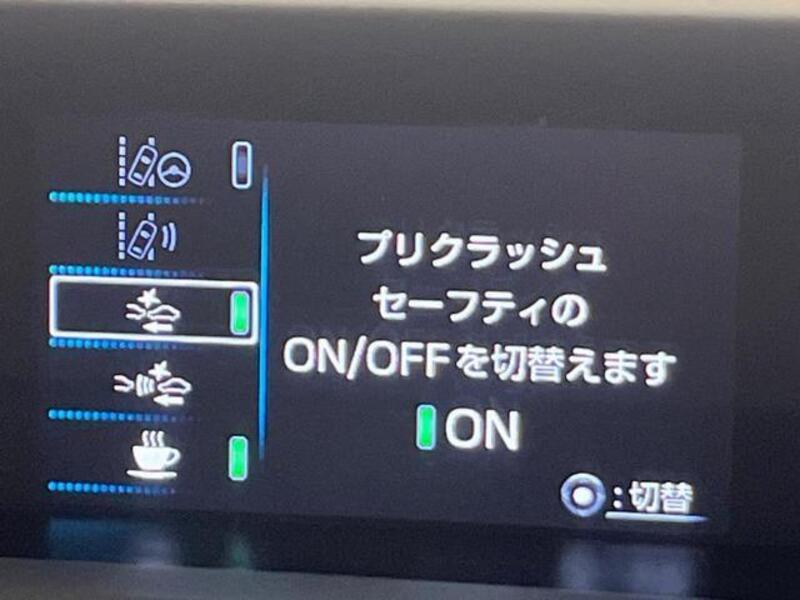 プリクラッシュ
セーフティの
ON/OFFを切替えます
ON
:切替